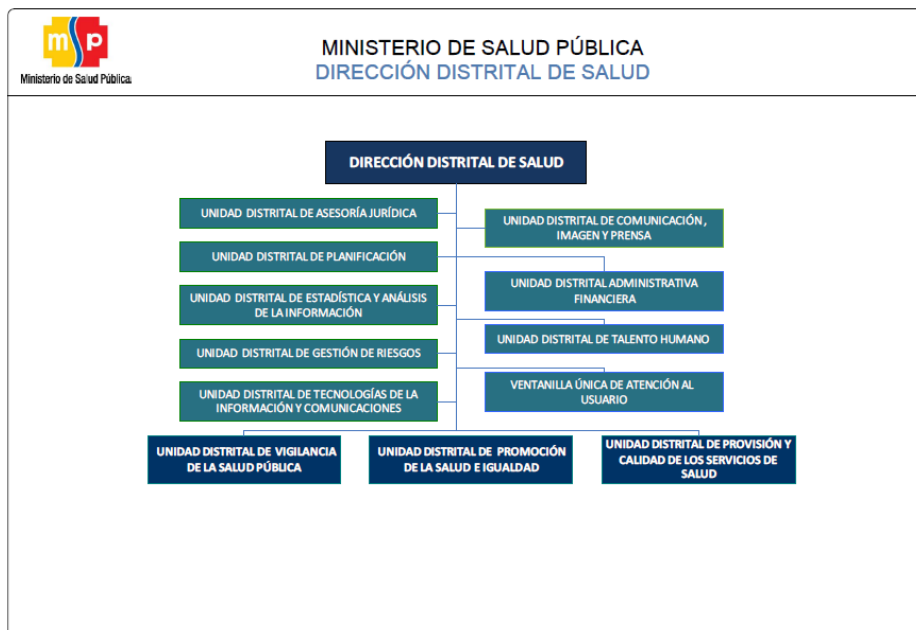 msp
Ministerio de Salud Pública
MINISTERIO DE SALUD PÚBLICA
DIRECCIÓN DISTRITAL DE SALUD
DIRECCIÓN DISTRITAL DE SALUD
UNIDAD DISTRITAL DE ASESORÍA JURÍDICA
UNIDAD DISTRITAL DE COMUNICACIÓN ,
IMAGEN Y PRENSA
UNIDAD DISTRITAL DE PLANIFICACIÓN
UNIDAD DISTRITAL ADMINISTRATIVA
FINANCIERA
UNIDAD DISTRITAL DE ESTADÍSTICA Y ANÁLISIS
DE LA INFORMACIÓN
UNIDAD DISTRITAL DE TALENTO HUMANO
UNIDAD DISTRITAL DE GESTIÓN DE RIESGOS
VENTANILLA ÚNICA DE ATENCIÓN AL
USUARIO
UNIDAD DISTRITAL DE TECNOLOGÍAS DE LA
INFORMACIÓN Y COMUNICACIONES
UNIDAD DISTRITAL DE VIGILANCIA
DE LA SALUD PÚBLICA
UNIDAD DISTRITAL DE PROMOCIÓN
DE LA SALUD E IGUALDAD
UNIDAD DISTRITAL DE PROVISIÓN Y
CALIDAD DE LOS SERVICIOS DE
SALUD